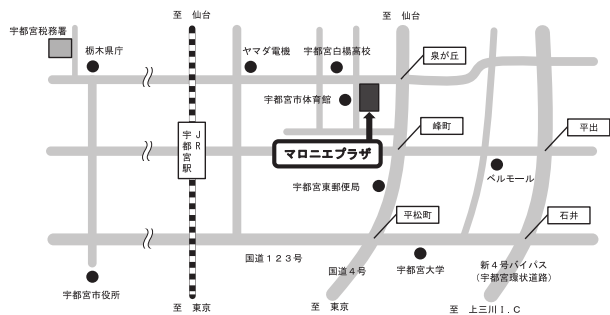 至 仙台
至 仙台
宇都宮税務署
栃木県庁
ヤマダ電機
宇都宮白楊高校
泉が丘
宇都宮市体育館
JR
宇都宮駅
峰町
平出
マロニエプラザ
ベルモール
宇都宮東郵便局
平松町
石井
国道123号
国道4号
宇都宮大学
新4号バイパス
(宇都宮環状道路)
宇都宮市役所
至 東京
至 東京
至 上三川I.C